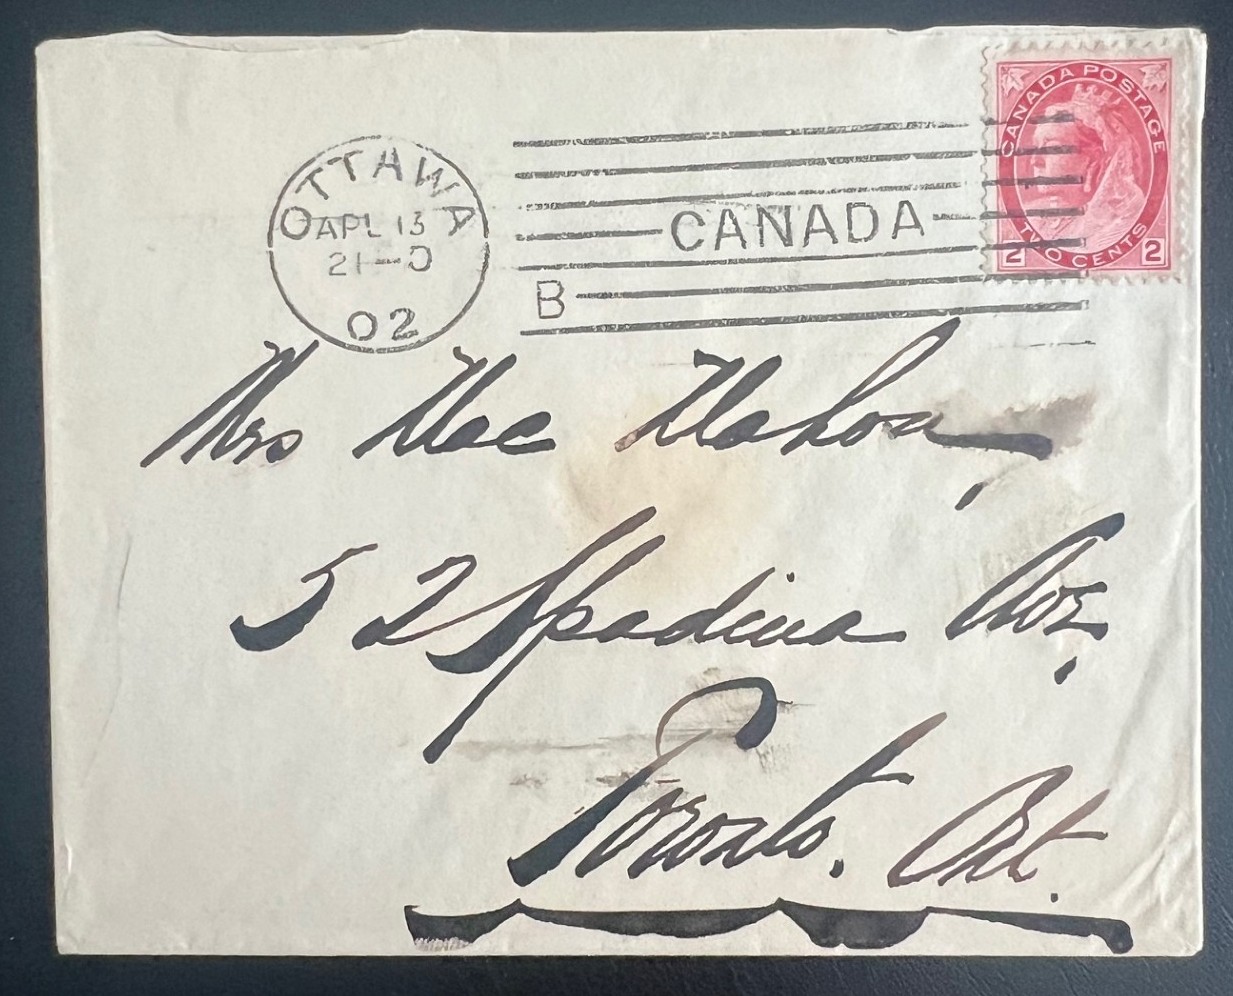 CANADA POSTAGE
TWO CENTS
2 2
OTTAWA
APL 13
21—0
02
CANADA
B
Mrs Mac Mahon,
52 Spadina Ave,
Toronto, Ont.